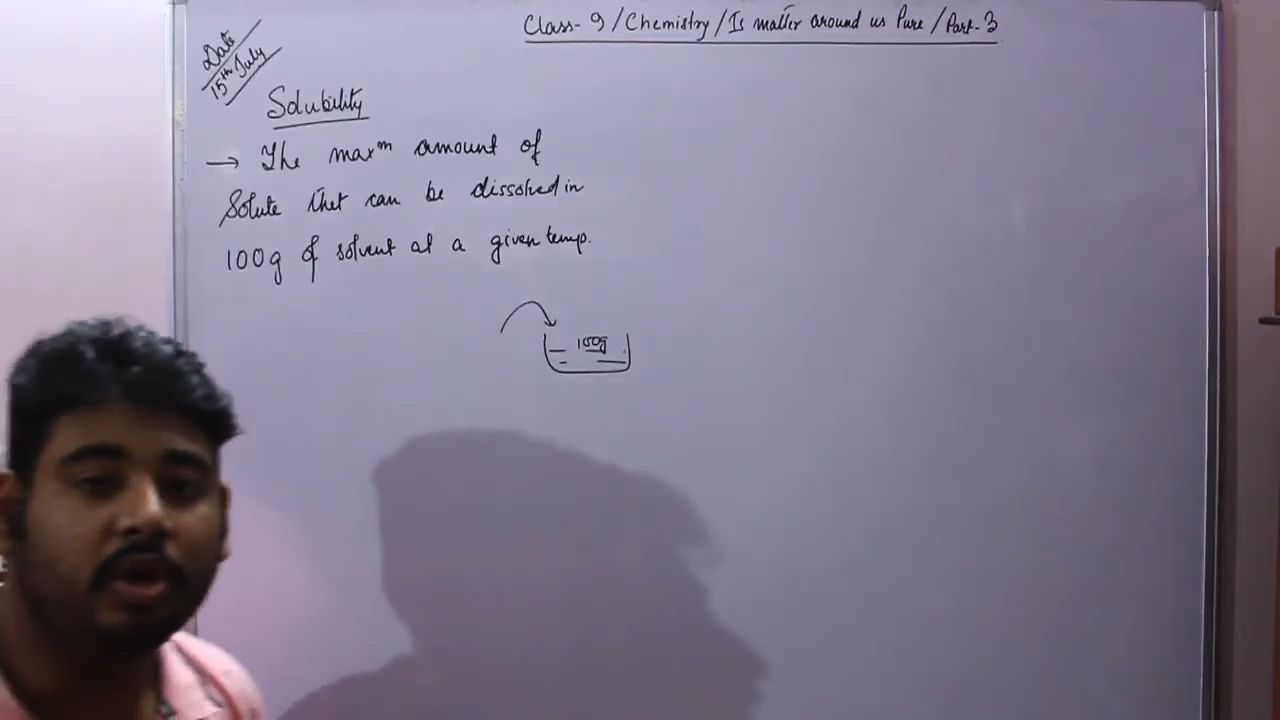 Class-9/Chemistry/Is matter around us Pure/Part-3
Date
15th July
Solubility
→ The maxm amount of
Solute that can be dissolved in
100g of solvent at a given temp.
100g